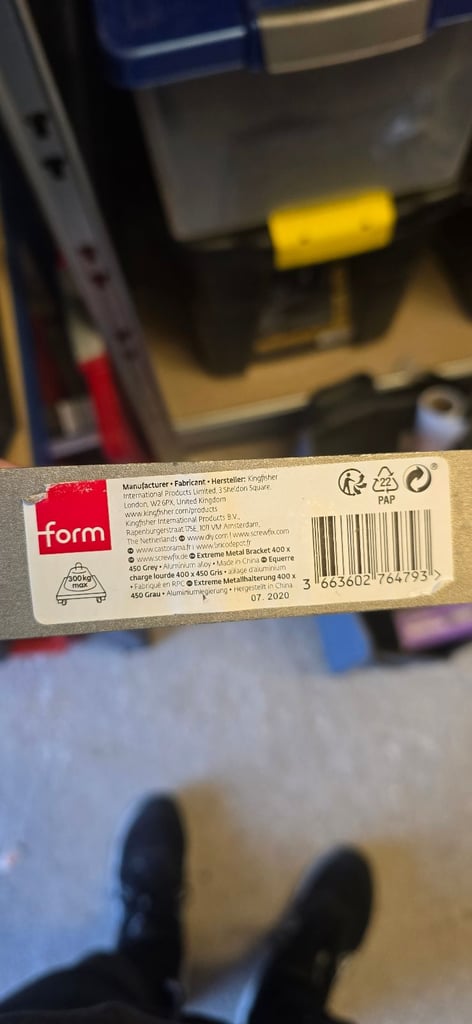 form
300kg
max
Manufacturer • Fabricant • Hersteller: Kingfisher
International Products Limited, 3 Sheldon Square,
London, W2 6PX, United Kingdom
www.kingfisher.com/products
Kingfisher International Products B.V.,
Rapenburgerstraat 175E, 1011 VM Amsterdam,
The Netherlands www.diy.com | www.screwfix.com
www.castorama.fr | www.bricodepot.fr
www.screwfix.de Extreme Metal Bracket 400 x
450 Grey • Aluminium alloy • Made in China Equerre
charge lourde 400 x 450 Gris • alliage d'aluminium
• Fabriqué en RPC Extreme Metallhalterung 400 x
450 Grau • Aluminiumlegierung • Hergestellt in China
07. 2020
22
PAP
3 663602 764793 >